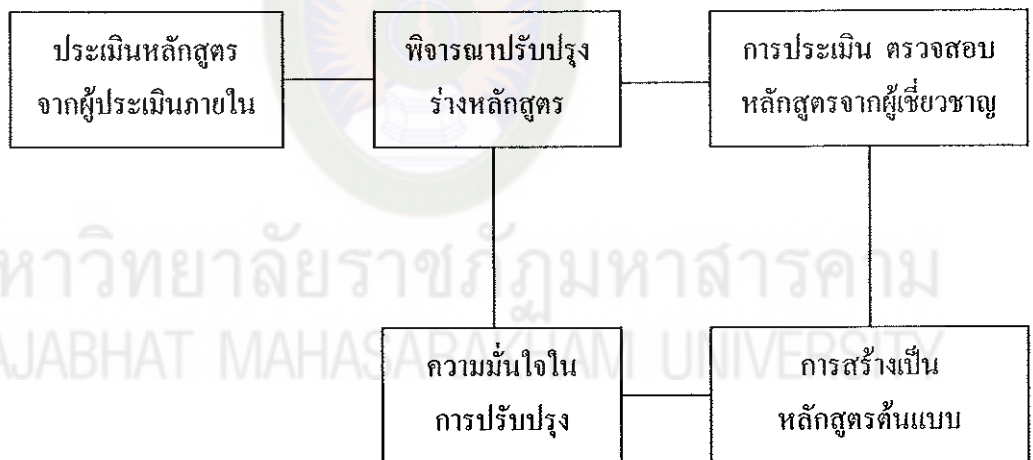 ประเมินหลักสูตร
จากผู้ประเมินภายใน
พิจารณาปรับปรุง
ร่างหลักสูตร
การประเมิน ตรวจสอบ
หลักสูตรจากผู้เชี่ยวชาญ
หาวิทยาลัยราชภัฏมหาสารคาม
AJABHAT MAHASARAKHAM UNIVERSITY
ความมั่นใจใน
การปรับปรุง
การสร้างเป็น
หลักสูตรต้นแบบ